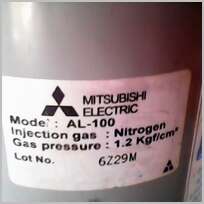 MITSUBISHI
ELECTRIC
Model : AL-100
Injection gas : Nitrogen
Gas pressure : 1.2 Kgf/cm²
Lot No. 6Z29M